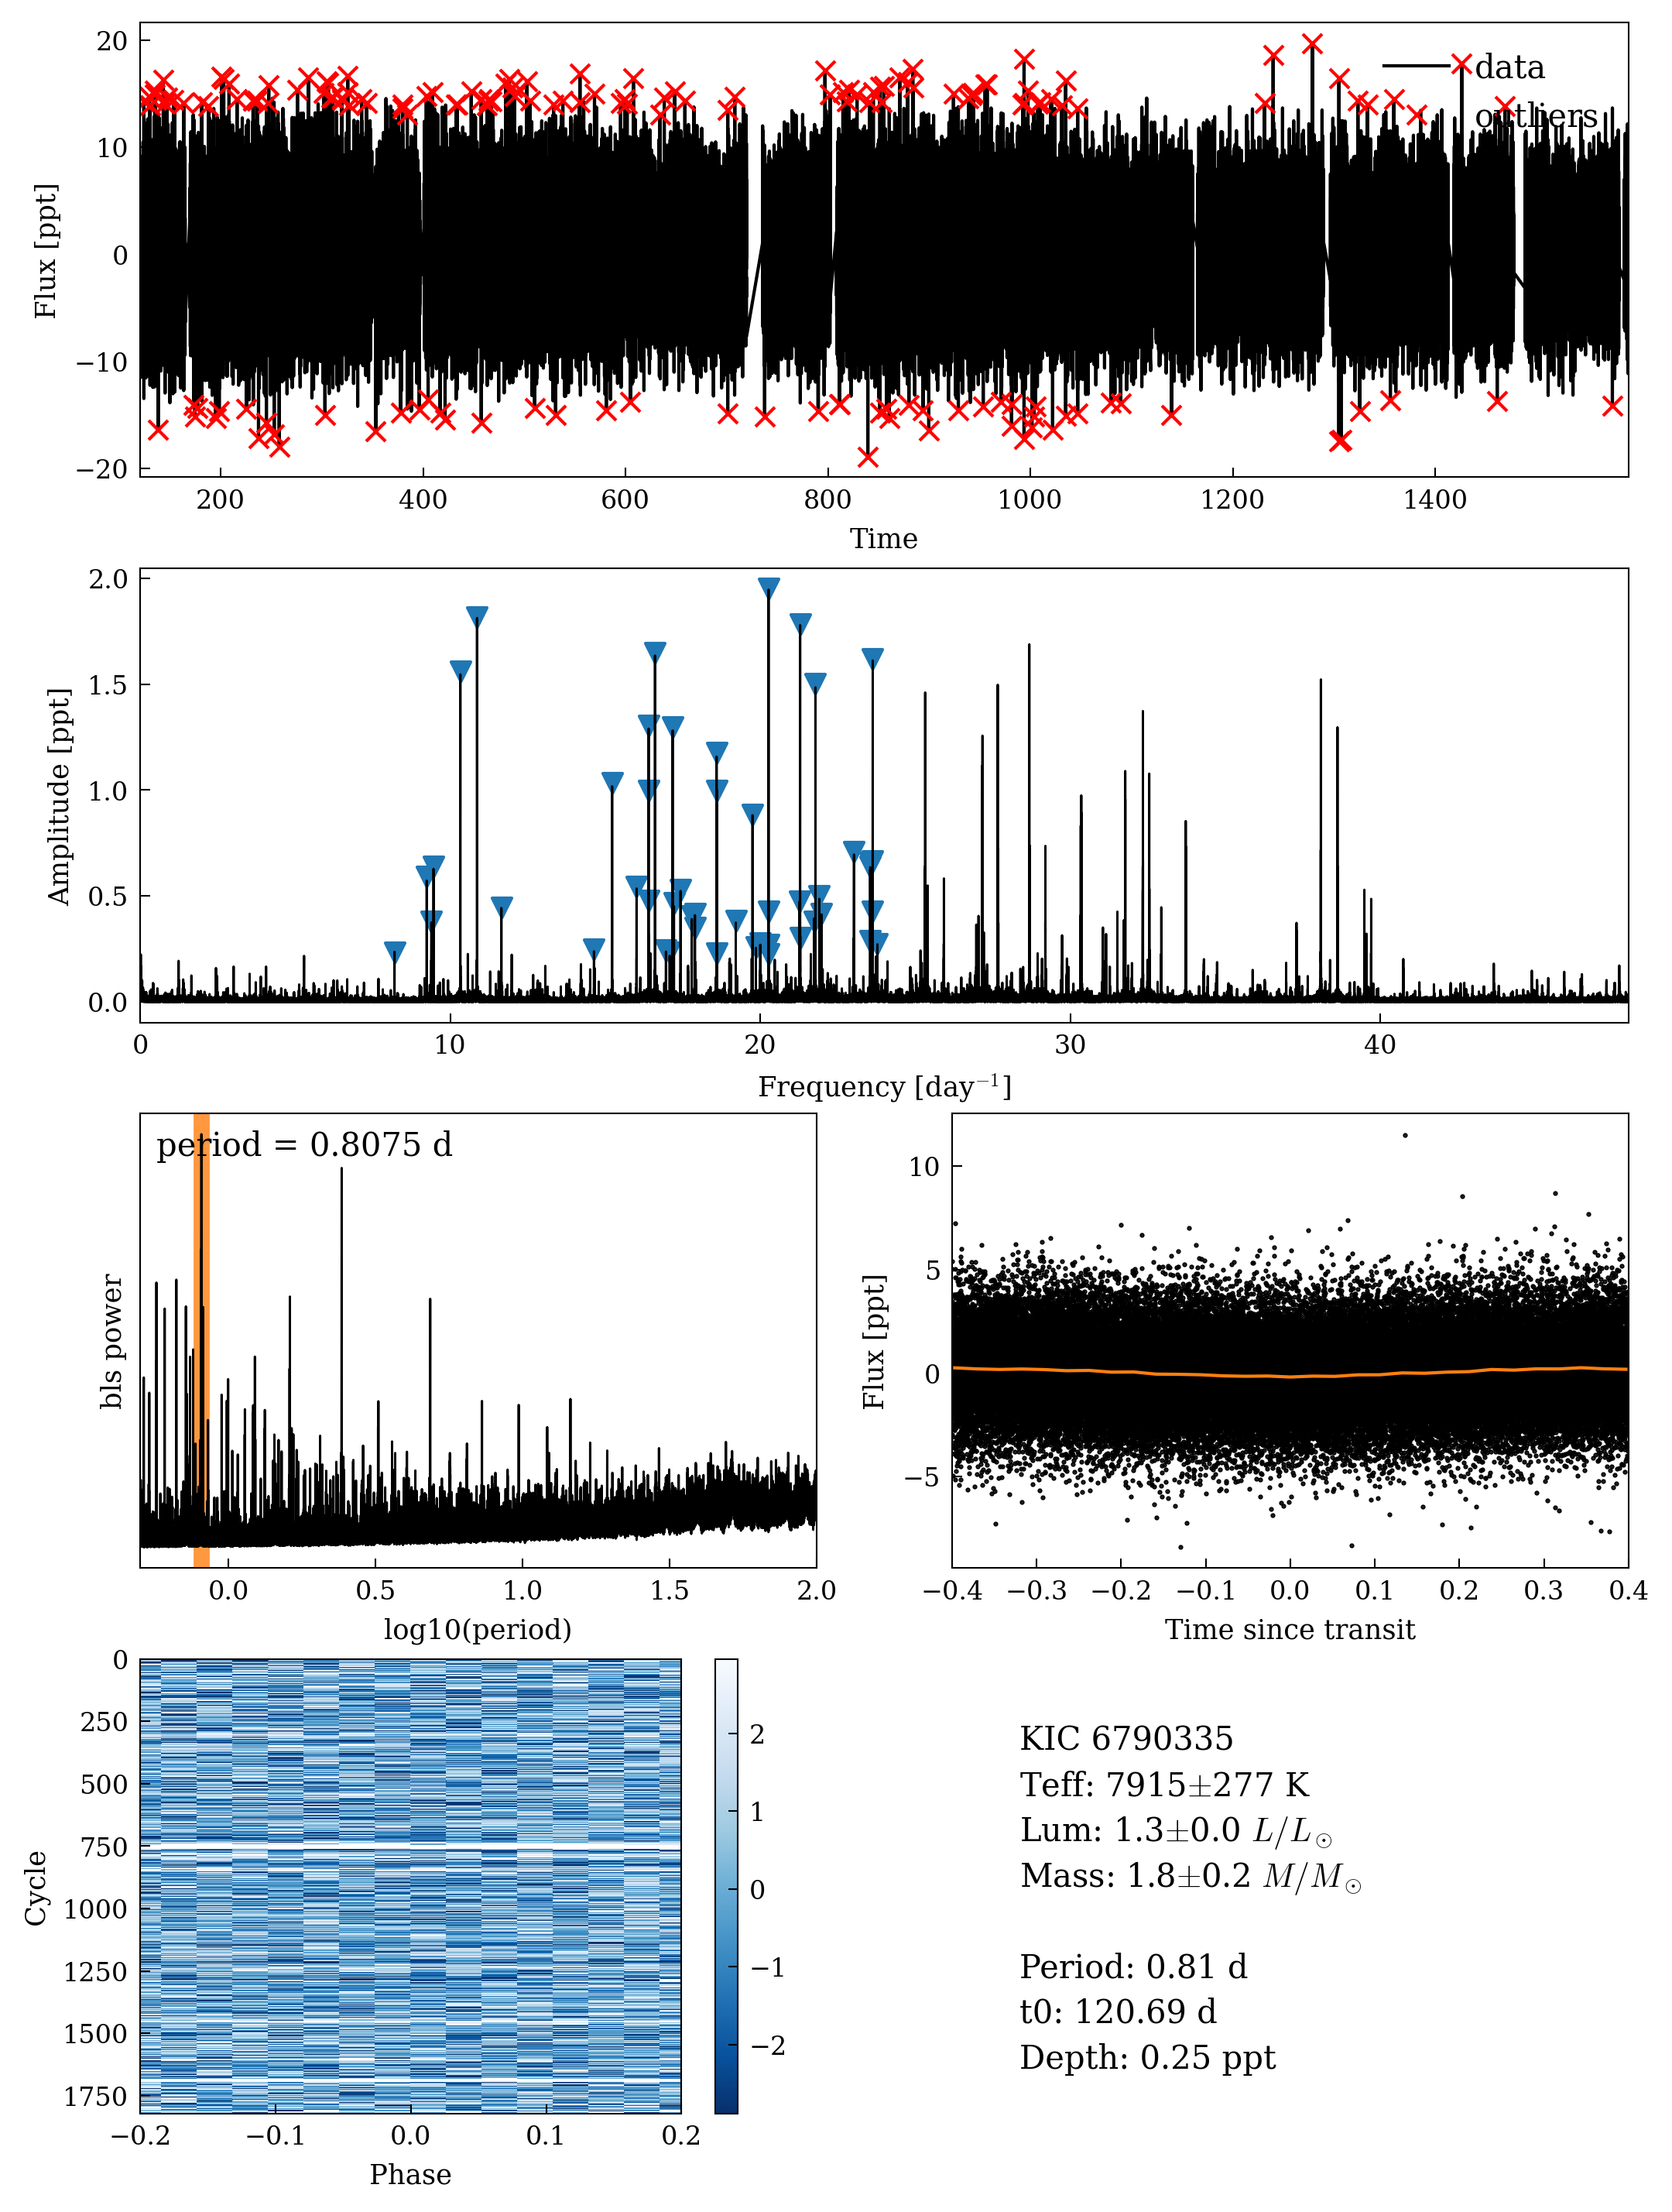 20
10
0
−10
−20
Flux [ppt]
data
outliers
200 400 600 800 1000 1200 1400
Time
2.0
1.5
1.0
0.5
0.0
Amplitude [ppt]
0 10 20 30 40
Frequency [day⁻¹]
period = 0.8075 d
bls power
0.0 0.5 1.0 1.5 2.0
log10(period)
10
5
0
−5
Flux [ppt]
−0.4 −0.3 −0.2 −0.1 0.0 0.1 0.2 0.3 0.4
Time since transit
0
250
500
750
1000
1250
1500
1750
Cycle
−0.2 −0.1 0.0 0.1 0.2
Phase
2
1
0
−1
−2
KIC 6790335
Teff: 7915±277 K
Lum: 1.3±0.0 L/L⊙
Mass: 1.8±0.2 M/M⊙
Period: 0.81 d
t0: 120.69 d
Depth: 0.25 ppt